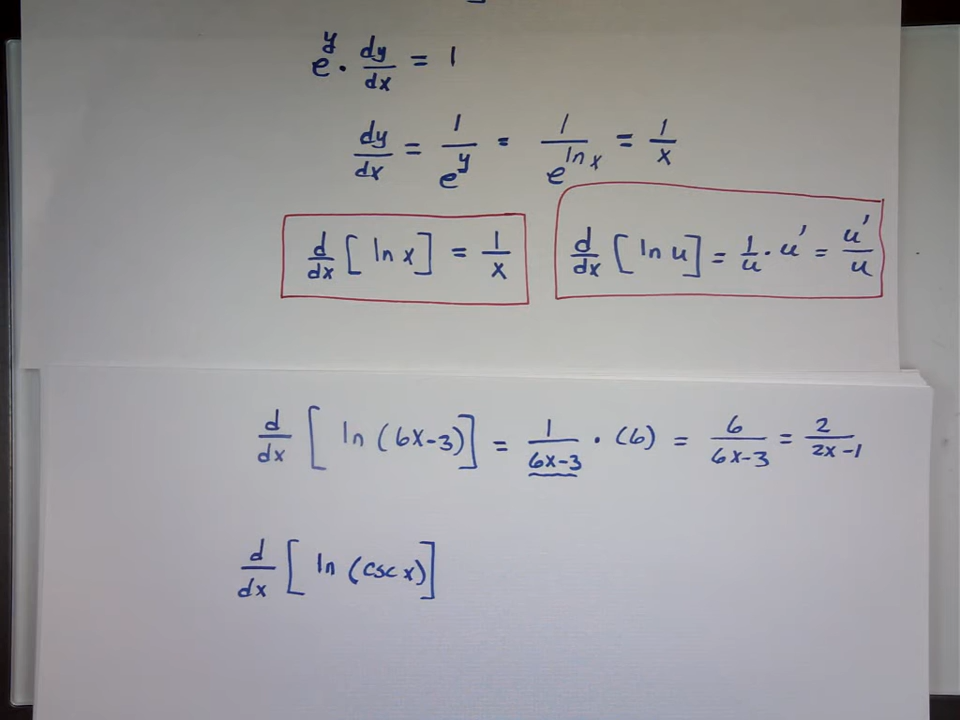 e^y · dy/dx = 1
dy/dx = 1/e^y = 1/e^(ln x) = 1/x
d/dx [ ln x ] = 1/x    d/dx [ ln u ] = 1/u · u' = u'/u
d/dx [ ln (6x-3) ] = 1/(6x-3) · (6) = 6/(6x-3) = 2/(2x-1)
d/dx [ ln (csc x) ]